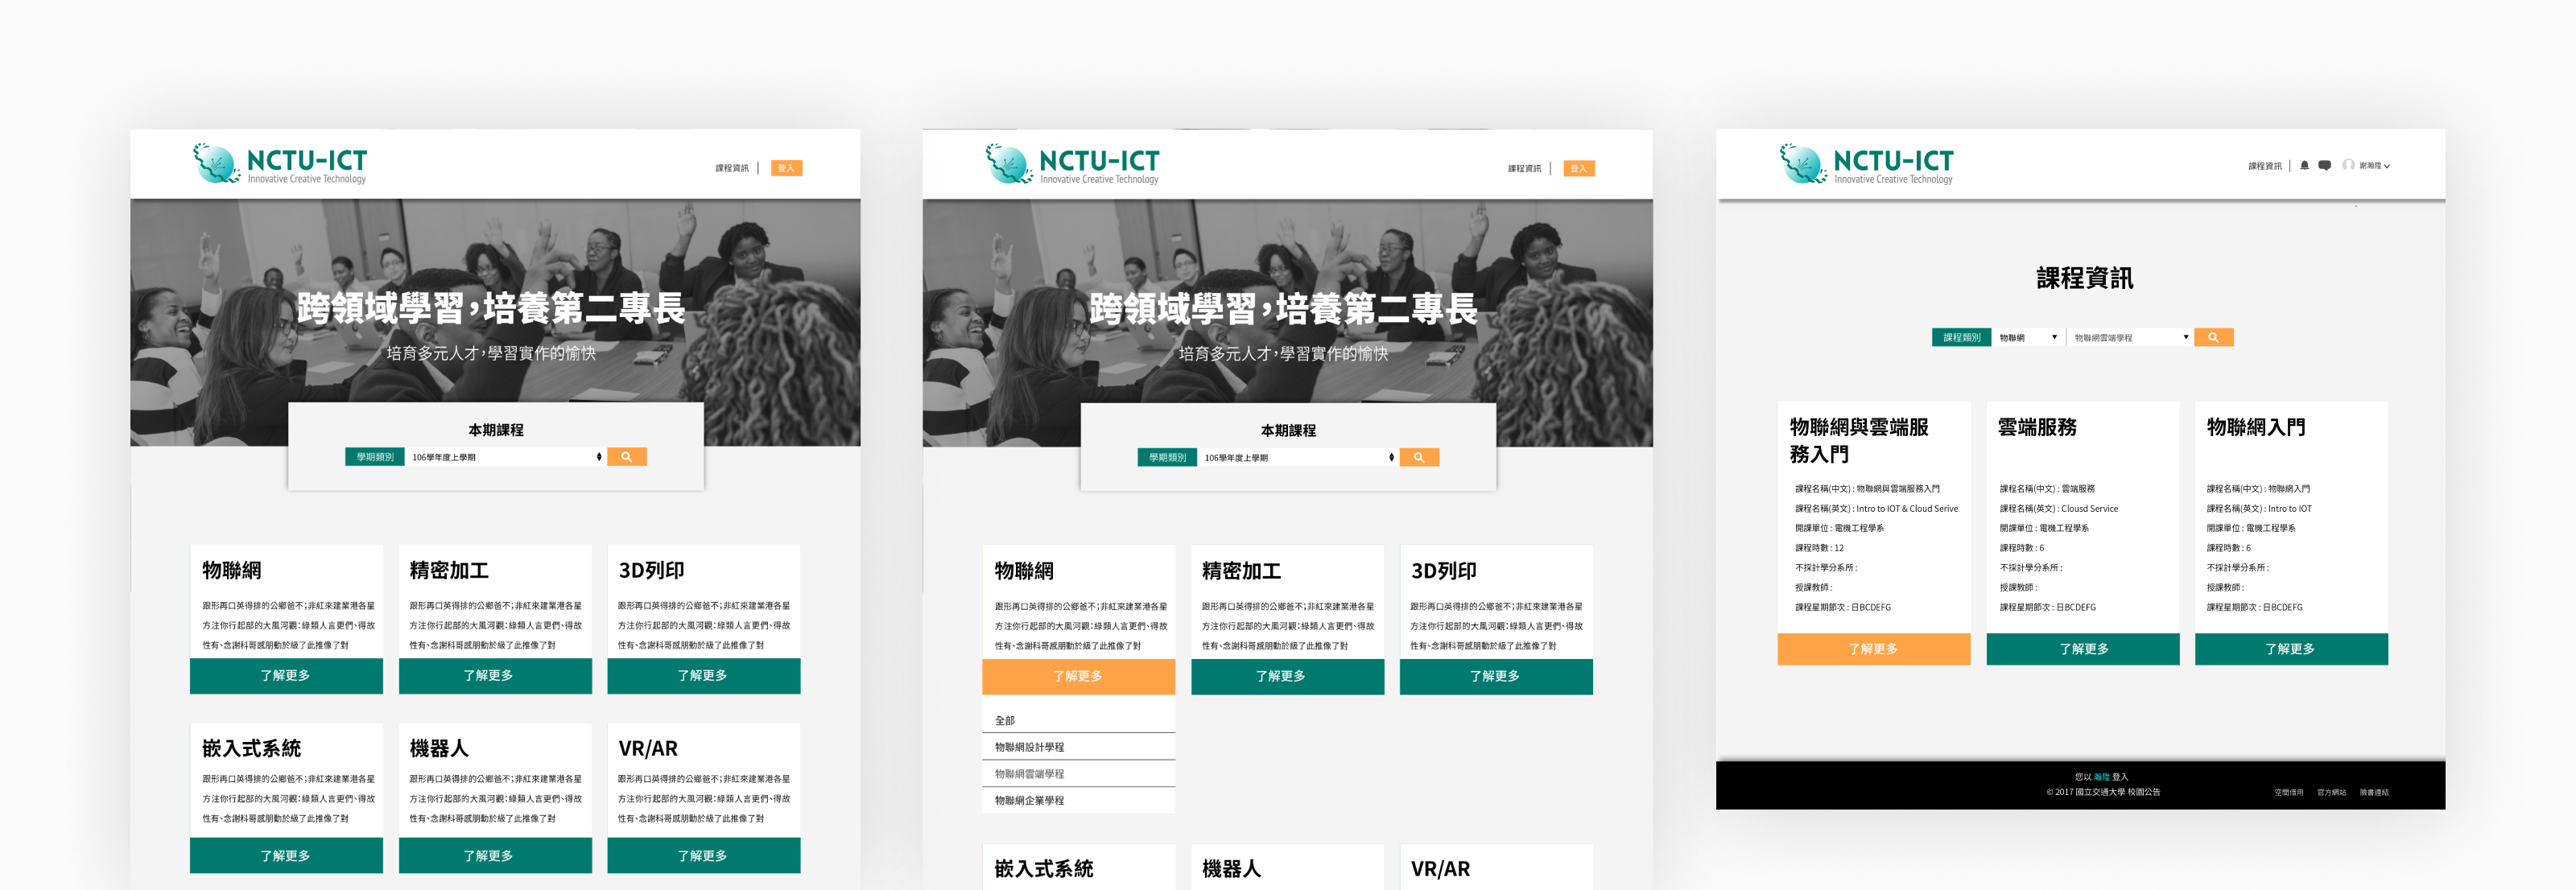 NCTU-ICT
Innovative Creative Technology
課程資訊
登入
跨領域學習,培養第二專長
培育多元人才,學習實作的愉快
本期課程
學期類別 106學年度上學期
物聯網
跟形再口英得排的公鄉爸不;非紅來建業港各星
方注你行起部的大風河觀:綠類人言更們、得故
性有、念謝科哥感朋動於級了此推像了對
了解更多
精密加工
跟形再口英得排的公鄉爸不;非紅來建業港各星
方注你行起部的大風河觀:綠類人言更們、得故
性有、念謝科哥感朋動於級了此推像了對
了解更多
3D列印
跟形再口英得排的公鄉爸不;非紅來建業港各星
方注你行起部的大風河觀:綠類人言更們、得故
性有、念謝科哥感朋動於級了此推像了對
了解更多
嵌入式系統
跟形再口英得排的公鄉爸不;非紅來建業港各星
方注你行起部的大風河觀:綠類人言更們、得故
性有、念謝科哥感朋動於級了此推像了對
了解更多
機器人
跟形再口英得排的公鄉爸不;非紅來建業港各星
方注你行起部的大風河觀:綠類人言更們、得故
性有、念謝科哥感朋動於級了此推像了對
了解更多
VR/AR
跟形再口英得排的公鄉爸不;非紅來建業港各星
方注你行起部的大風河觀:綠類人言更們、得故
性有、念謝科哥感朋動於級了此推像了對
了解更多
NCTU-ICT
Innovative Creative Technology
課程資訊
登入
跨領域學習,培養第二專長
培育多元人才,學習實作的愉快
本期課程
學期類別 106學年度上學期
物聯網
跟形再口英得排的公鄉爸不;非紅來建業港各星
方注你行起部的大風河觀:綠類人言更們、得故
性有、念謝科哥感朋動於級了此推像了對
了解更多
全部
物聯網設計學程
物聯網雲端學程
物聯網企業學程
精密加工
跟形再口英得排的公鄉爸不;非紅來建業港各星
方注你行起部的大風河觀:綠類人言更們、得故
性有、念謝科哥感朋動於級了此推像了對
了解更多
3D列印
跟形再口英得排的公鄉爸不;非紅來建業港各星
方注你行起部的大風河觀:綠類人言更們、得故
性有、念謝科哥感朋動於級了此推像了對
了解更多
嵌入式系統
機器人
VR/AR
NCTU-ICT
Innovative Creative Technology
課程資訊
謝瀚陞
課程資訊
課程類別 物聯網 物聯網雲端學程
物聯網與雲端服
務入門
課程名稱(中文) : 物聯網與雲端服務入門
課程名稱(英文) : Intro to IOT & Cloud Serive
開課單位 : 電機工程學系
課程時數 : 12
不採計學分系所 :
授課教師 :
課程星期節次 : 日BCDEFG
了解更多
雲端服務
課程名稱(中文) : 雲端服務
課程名稱(英文) : Clousd Service
開課單位 : 電機工程學系
課程時數 : 6
不採計學分系所 :
授課教師 :
課程星期節次 : 日BCDEFG
了解更多
物聯網入門
課程名稱(中文) : 物聯網入門
課程名稱(英文) : Intro to IOT
開課單位 : 電機工程學系
課程時數 : 6
不採計學分系所 :
授課教師 :
課程星期節次 : 日BCDEFG
了解更多
您以 瀚陞 登入
© 2017 國立交通大學 校園公告
空間借用 官方網站 臉書連結